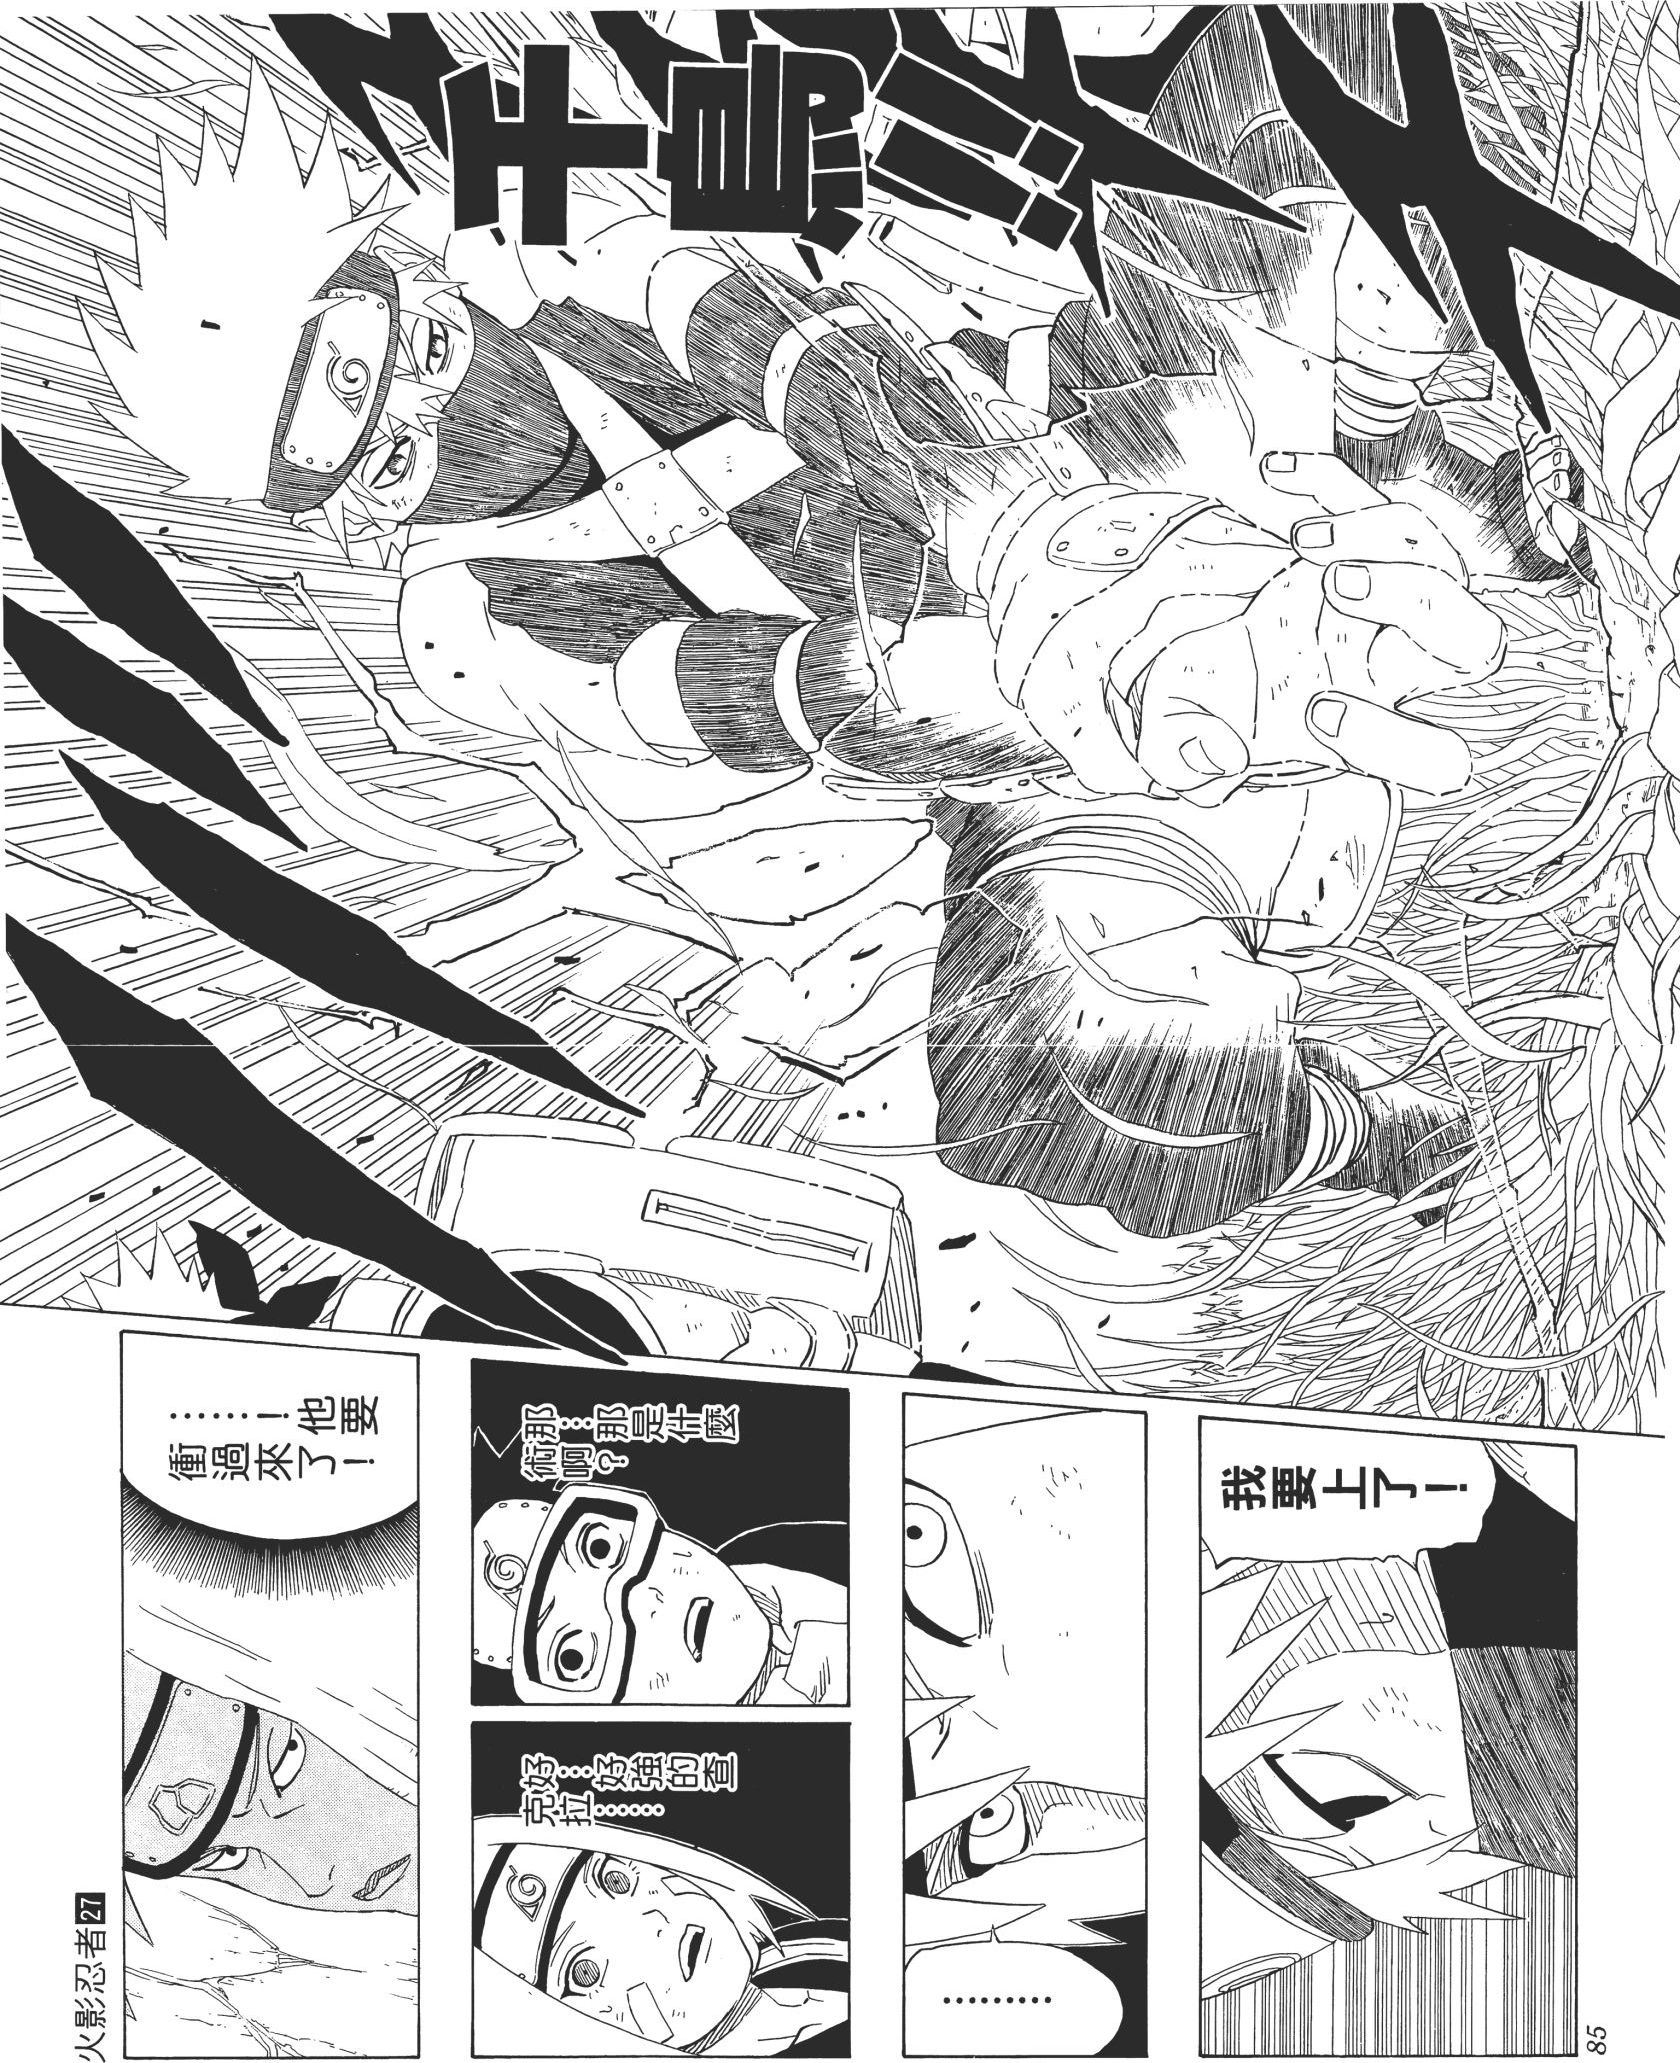 火影忍者27
千鳥!!
……!他要
衝過來了!
那…那是什麼
術啊?
好…好強的查
克拉……
………
我要上了!
85